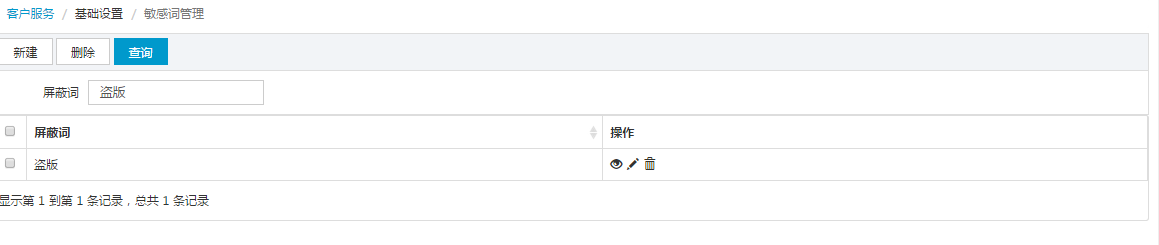 客户服务 / 基础设置 / 敏感词管理
新建 删除 查询
屏蔽词 盗版
屏蔽词 操作
盗版
显示第 1 到第 1 条记录，总共 1 条记录